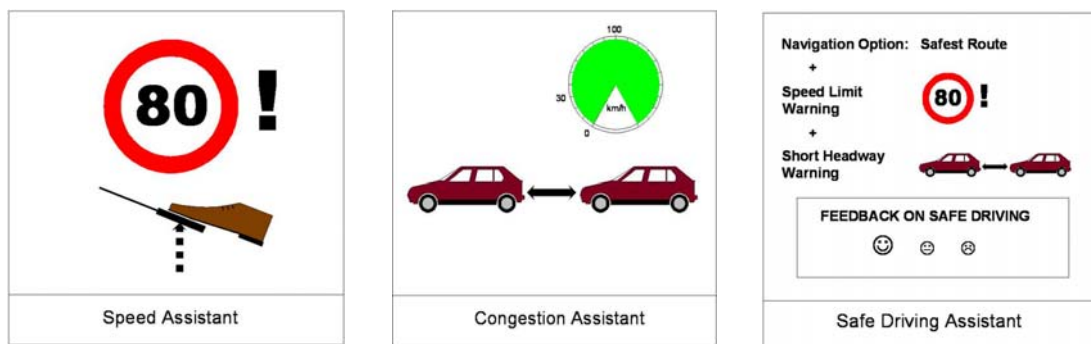 80 !
Speed Assistant
100
30
km/h
0
Congestion Assistant
Navigation Option: Safest Route
+
Speed Limit
Warning
80 !
+
Short Headway
Warning
FEEDBACK ON SAFE DRIVING
Safe Driving Assistant